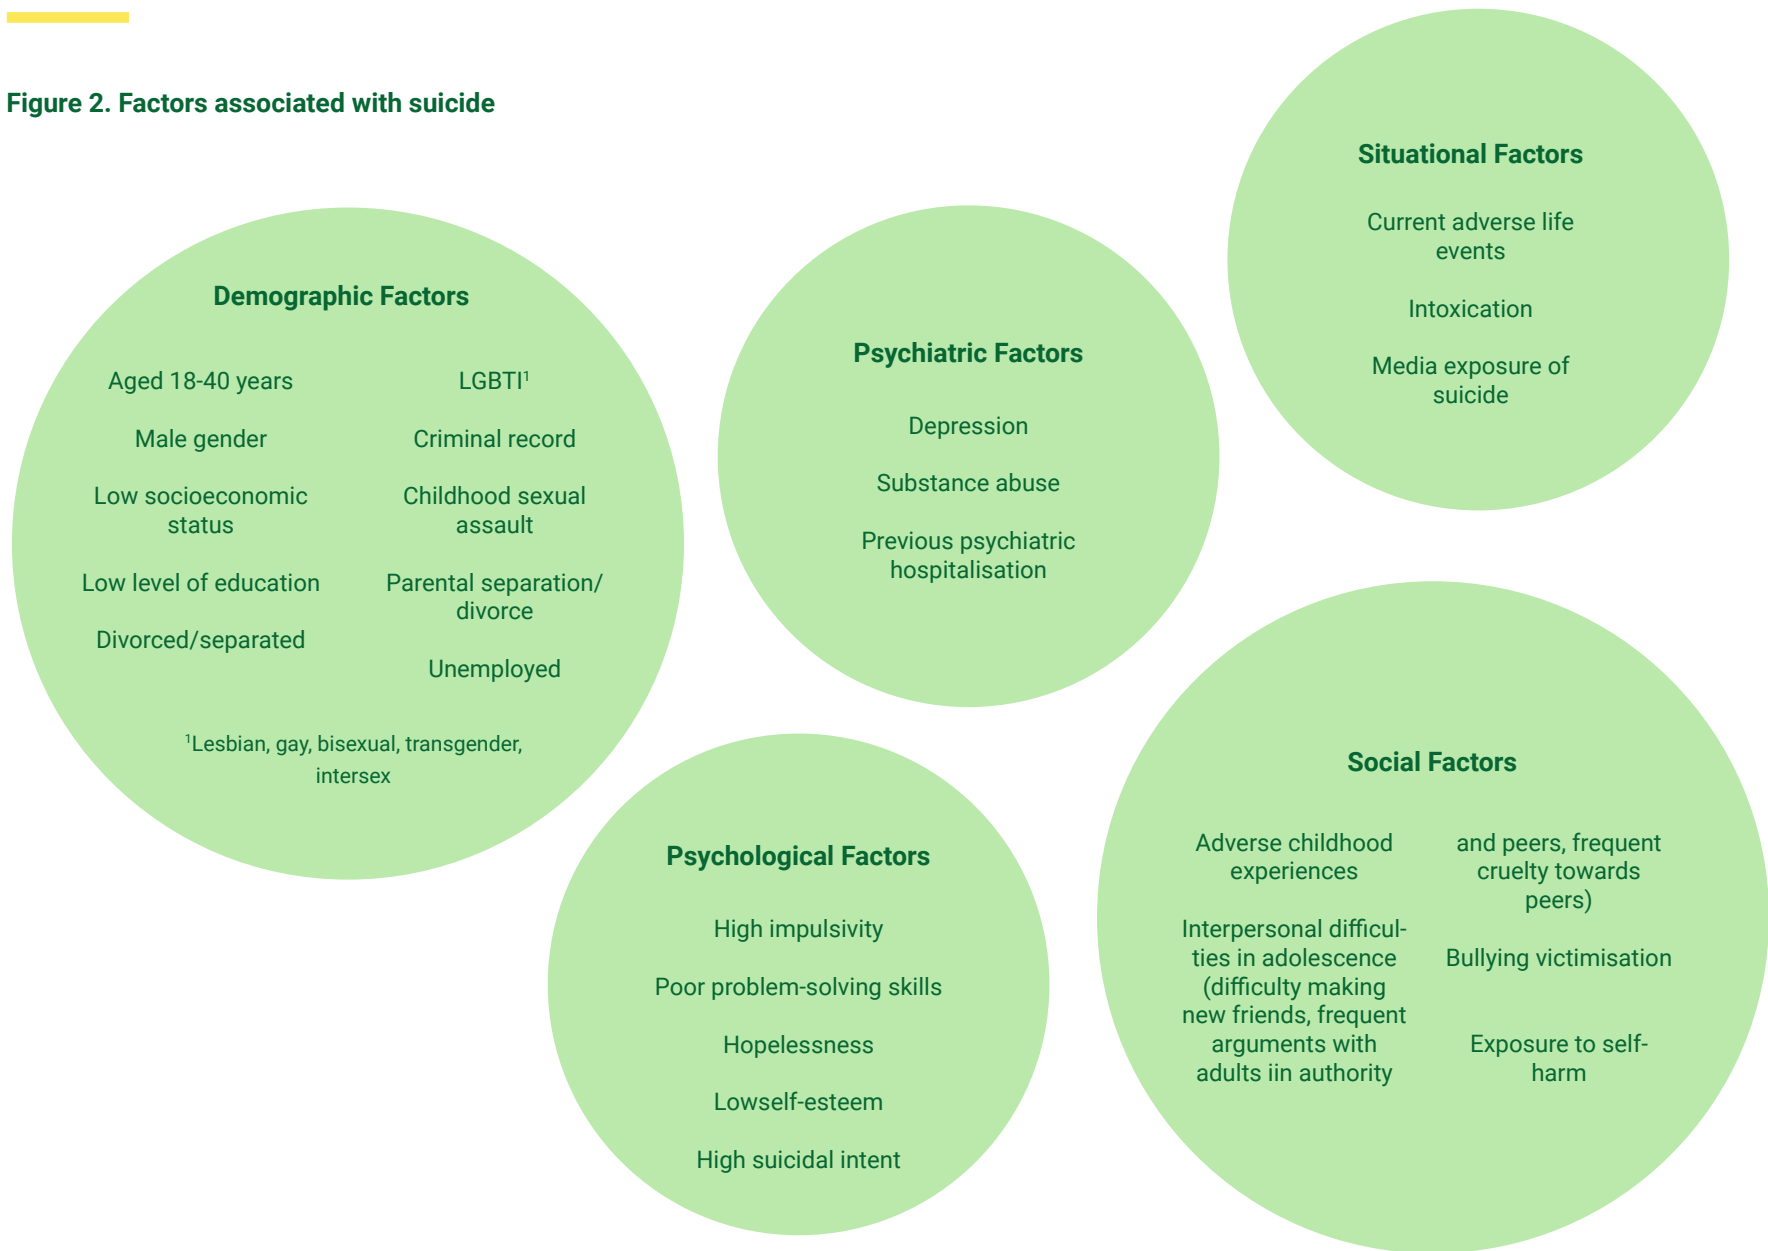 Figure 2. Factors associated with suicide
Demographic Factors
Aged 18-40 years
Male gender
Low socioeconomic
status
Low level of education
Divorced/separated
LGBTI¹
Criminal record
Childhood sexual
assault
Parental separation/
divorce
Unemployed
¹Lesbian, gay, bisexual, transgender,
intersex
Psychiatric Factors
Depression
Substance abuse
Previous psychiatric
hospitalisation
Situational Factors
Current adverse life
events
Intoxication
Media exposure of
suicide
Psychological Factors
High impulsivity
Poor problem-solving skills
Hopelessness
Lowself-esteem
High suicidal intent
Social Factors
Adverse childhood
experiences
Interpersonal difficul-
ties in adolescence
(difficulty making
new friends, frequent
arguments with
adults iin authority
and peers, frequent
cruelty towards
peers)
Bullying victimisation
Exposure to self-
harm